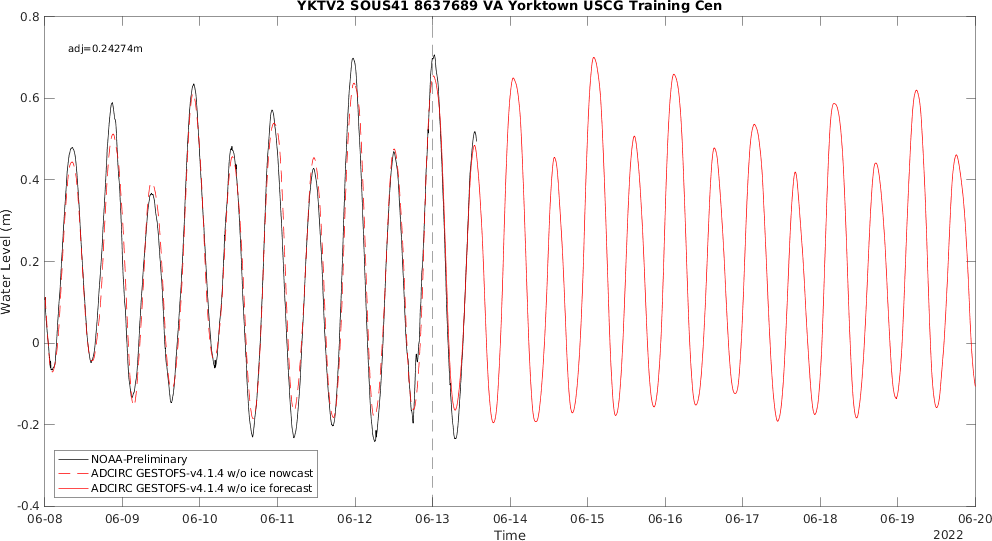 YKTV2 SOUS41 8637689 VA Yorktown USCG Training Cen
adj=0.24274m
0.8
0.6
0.4
0.2
0
-0.2
-0.4
Water Level (m)
NOAA-Preliminary
ADCIRC GESTOFS-v4.1.4 w/o ice nowcast
ADCIRC GESTOFS-v4.1.4 w/o ice forecast
06-08 06-09 06-10 06-11 06-12 06-13 06-14 06-15 06-16 06-17 06-18 06-19 06-20
Time
2022